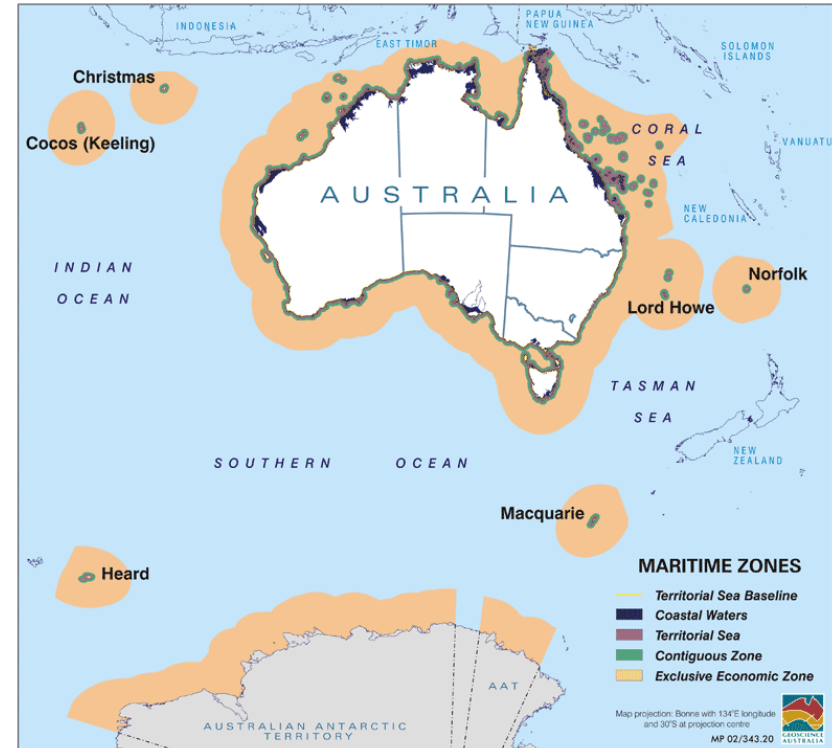 INDONESIA
PAPUA
NEW GUINEA
EAST TIMOR
SOLOMON
ISLANDS
Christmas
Cocos (Keeling)
CORAL
SEA
VANUATU
AUSTRALIA
NEW
CALEDONIA
INDIAN
OCEAN
Norfolk
Lord Howe
TASMAN
SEA
SOUTHERN OCEAN
NEW
ZEALAND
Macquarie
Heard
MARITIME ZONES
Territorial Sea Baseline
Coastal Waters
Territorial Sea
Contiguous Zone
Exclusive Economic Zone
AAT
AUSTRALIAN ANTARCTIC
TERRITORY
Map projection: Bonne with 134°E longitude
and 30°S at projection centre
MP 02/343.20
GEOSCIENCE
AUSTRALIA